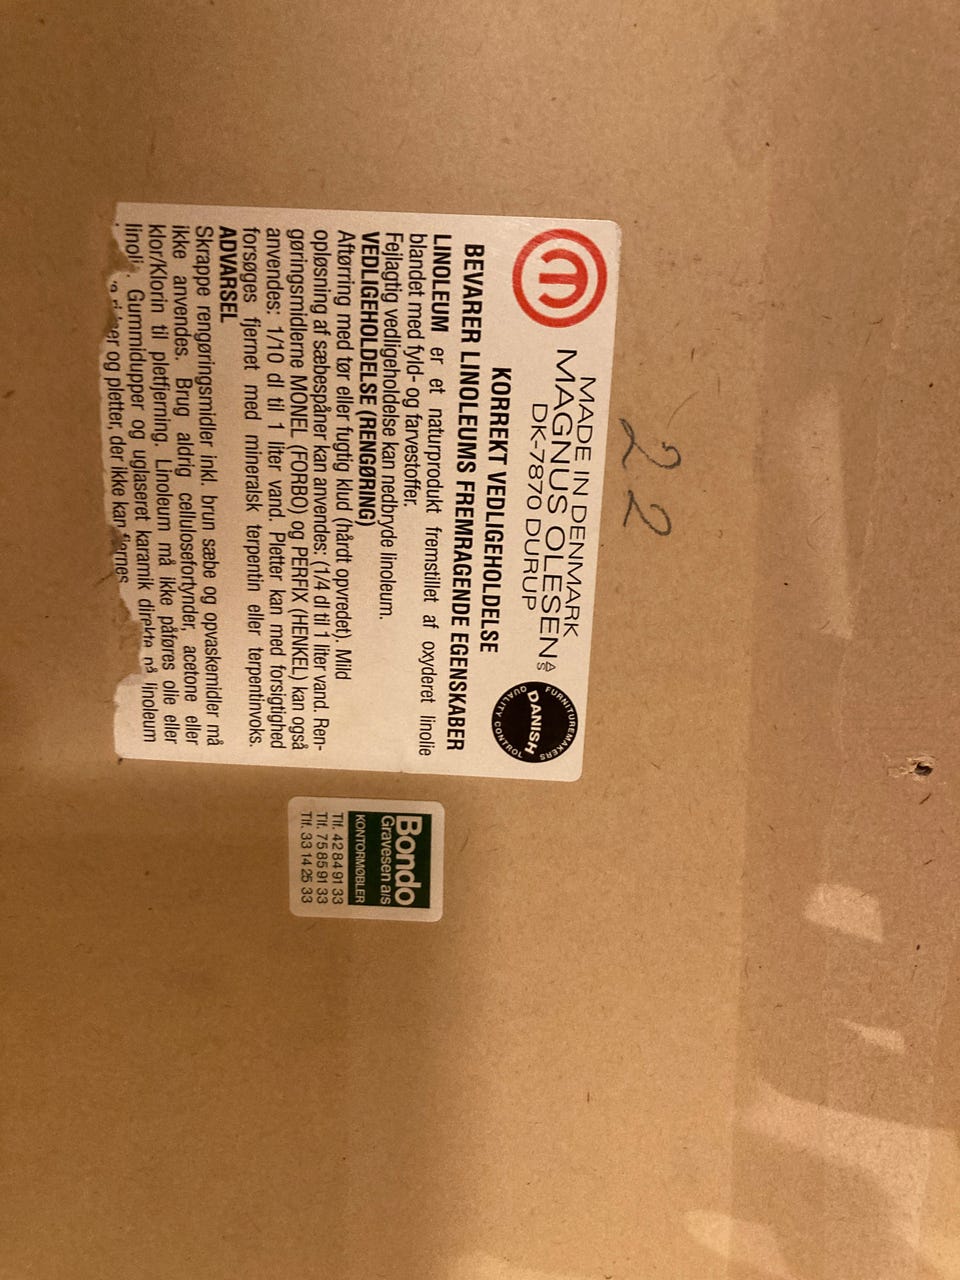 22
MADE IN DENMARK
MAGNUS OLESEN A/S
DK-7870 DURUP
FURNITUREMAKERS
DANISH
QUALITY CONTROL
KORREKT VEDLIGEHOLDELSE
BEVARER LINOLEUMS FREMRAGENDE EGENSKABER
LINOLEUM er et naturprodukt fremstillet af oxyderet linolie
blandet med fyld- og farvestoffer.
Fejlagtig vedligeholdelse kan nedbryde linoleum.
VEDLIGEHOLDELSE (RENGØRING)
Aftørring med tør eller fugtig klud (hårdt opvredet). Mild
opløsning af sæbespåner kan anvendes: (1/4 dl til 1 liter vand. Ren-
gøringsmidlerne MONEL (FORBO) og PERFIX (HENKEL) kan også
anvendes: 1/10 dl til 1 liter vand. Pletter kan med forsigtighed
forsøges fjernet med mineralsk terpentin eller terpentinvoks.
ADVARSEL
Skrappe rengøringsmidler inkl. brun sæbe og opvaskemidler må
ikke anvendes. Brug aldrig cellulosefortynder, acetone eller
klor/Klorin til pletfjerning. Linoleum må ikke påføres olie eller
Gummidupper og uglaseret karamik direkte på linoleum
og pletter, der ikke kan fjernes
Bondo
Gravesen a/s
KONTORMØBLER
Tlf. 42 84 91 33
Tlf. 75 85 91 33
Tlf. 33 14 25 33